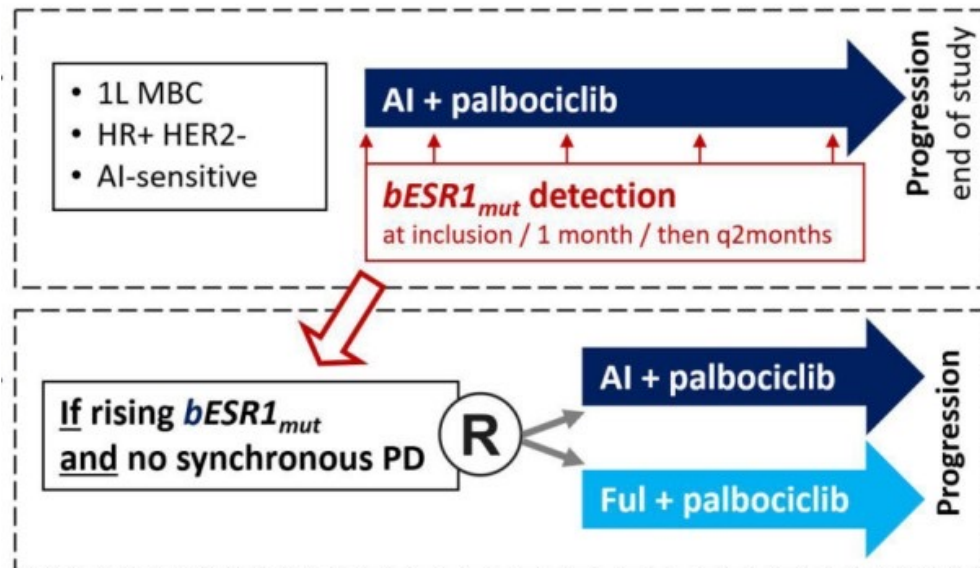 • 1L MBC
• HR+ HER2-
• AI-sensitive
AI + palbociclib
bESR1mut detection
at inclusion / 1 month / then q2months
Progression
end of study
If rising bESR1mut
and no synchronous PD
R
AI + palbociclib
Ful + palbociclib
Progression